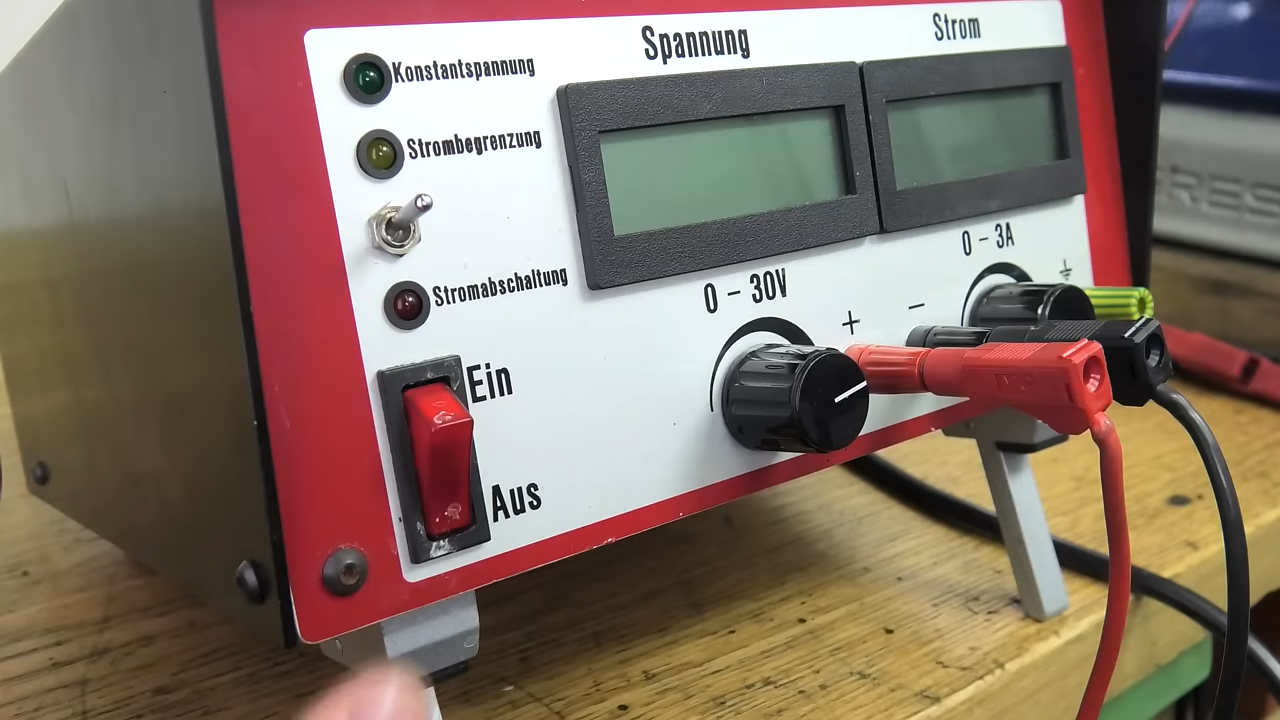 Spannung
Strom
Konstantspannung
Strombegrenzung
Stromabschaltung
0 - 30V
0 - 3A
+
-
Ein
Aus